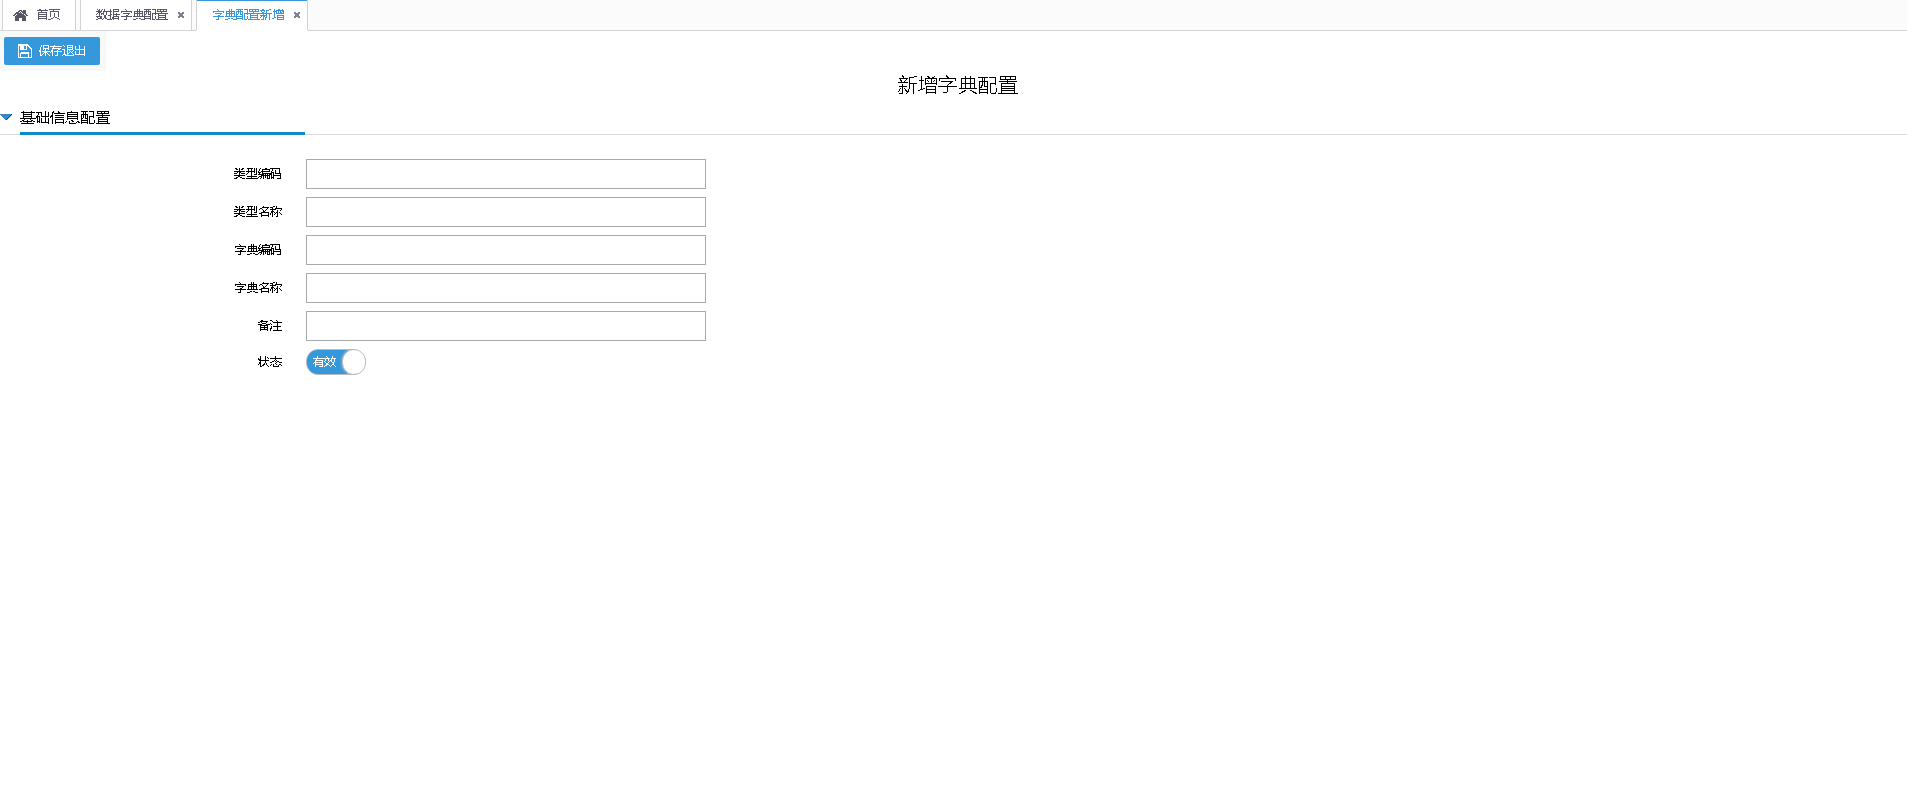 首页 数据字典配置 字典配置新增
保存退出
新增字典配置
基础信息配置
类型编码
类型名称
字典编码
字典名称
备注
状态 有效